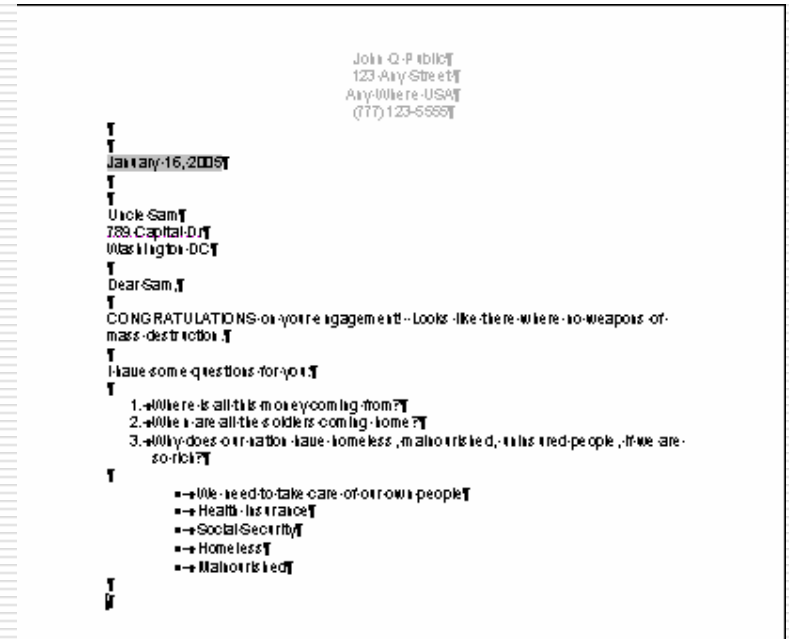 John Q Public¶
123 Any Street¶
Any Where USA¶
(777) 123-5555¶
¶
¶
January 16, 2005¶
¶
¶
Uncle Sam¶
789 Capital Dr¶
Washington DC¶
¶
Dear Sam,¶
¶
CONGRATULATIONS on your engagement! Looks like there where no weapons of
mass destruction.¶
¶
I have some questions for you:¶
¶
1. Where is all this money coming from?¶
2. When are all the soldiers coming home?¶
3. Why does our nation have homeless, malnourished, uninsured people, if we are
so rich?¶
¶
▪ We need to take care of our own people¶
▪ Health Insurance¶
▪ Social Security¶
▪ Homeless¶
▪ Malnourished¶
¶
¶